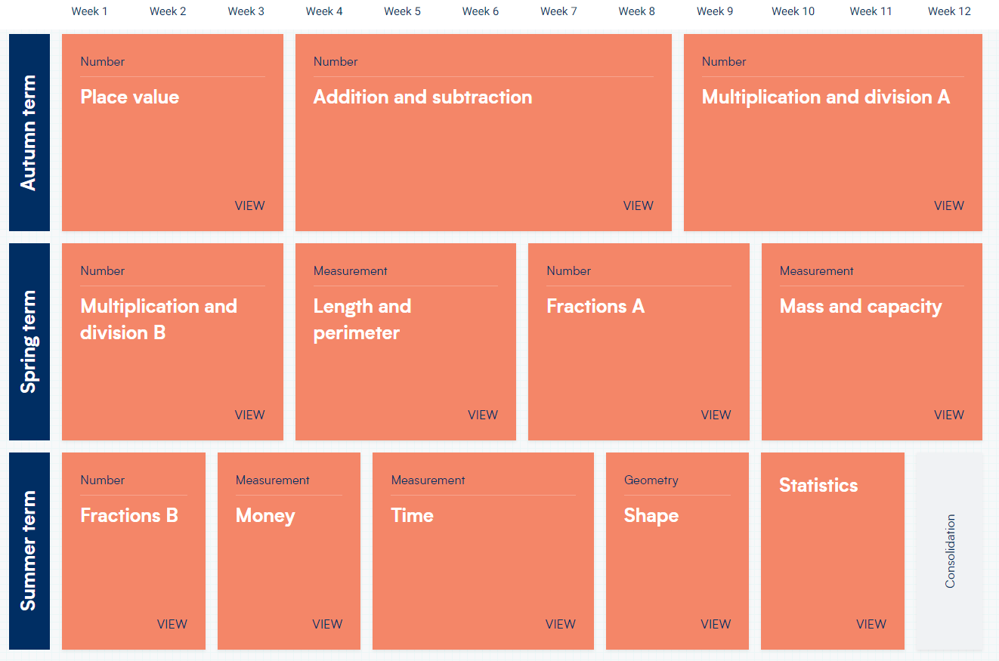 Week 1 Week 2 Week 3 Week 4 Week 5 Week 6 Week 7 Week 8 Week 9 Week 10 Week 11 Week 12
Autumn term
Number
Place value
VIEW
Number
Addition and subtraction
VIEW
Number
Multiplication and division A
VIEW
Spring term
Number
Multiplication and
division B
VIEW
Measurement
Length and
perimeter
VIEW
Number
Fractions A
VIEW
Measurement
Mass and capacity
VIEW
Summer term
Number
Fractions B
VIEW
Measurement
Money
VIEW
Measurement
Time
VIEW
Geometry
Shape
VIEW
Statistics
VIEW
Consolidation